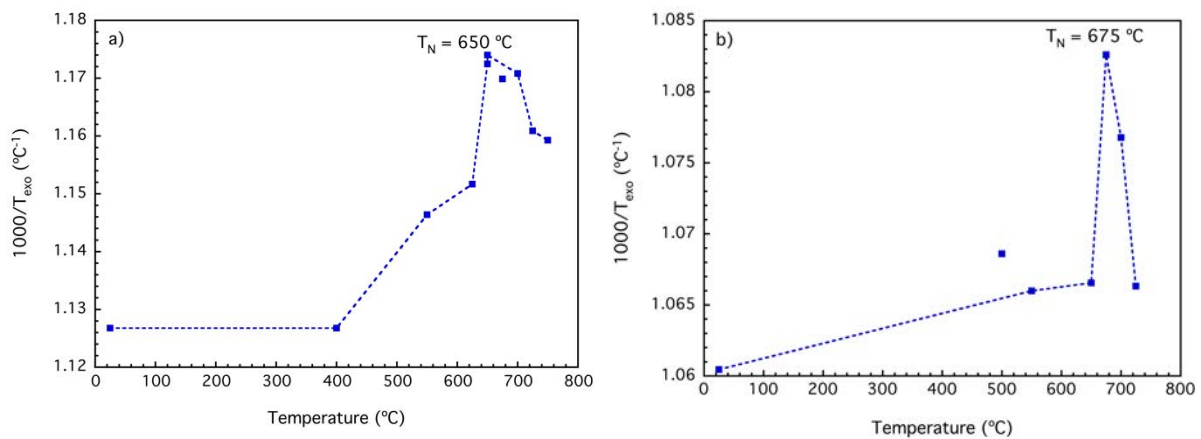 a)
T_N = 650 ºC
1.18
1.17
1.16
1.15
1.14
1.13
1.12
1000/T_exo (ºC⁻¹)
0 100 200 300 400 500 600 700 800
Temperature (ºC)
b)
T_N = 675 ºC
1.085
1.08
1.075
1.07
1.065
1.06
1000/T_exo (ºC⁻¹)
0 100 200 300 400 500 600 700 800
Temperature (ºC)